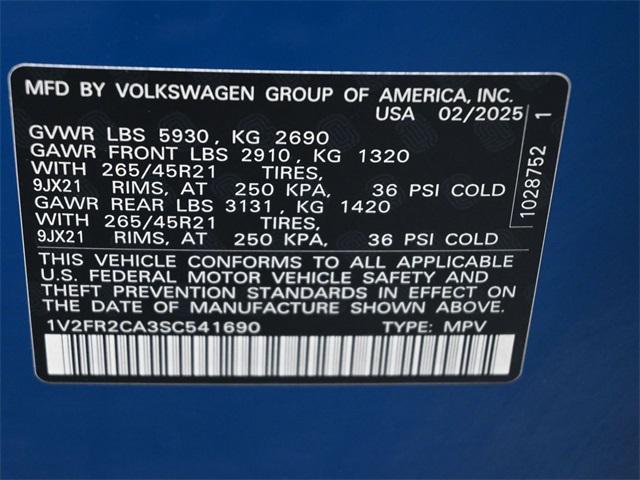 MFD BY VOLKSWAGEN GROUP OF AMERICA, INC.
USA 02/2025
GVWR LBS 5930, KG 2690
GAWR FRONT LBS 2910, KG 1320
WITH 265/45R21 TIRES,
9JX21 RIMS, AT 250 KPA, 36 PSI COLD
GAWR REAR LBS 3131, KG 1420
WITH 265/45R21 TIRES,
9JX21 RIMS, AT 250 KPA, 36 PSI COLD
THIS VEHICLE CONFORMS TO ALL APPLICABLE
U.S. FEDERAL MOTOR VEHICLE SAFETY AND
THEFT PREVENTION STANDARDS IN EFFECT ON
THE DATE OF MANUFACTURE SHOWN ABOVE.
1V2FR2CA3SC541690 TYPE: MPV
1028752 1